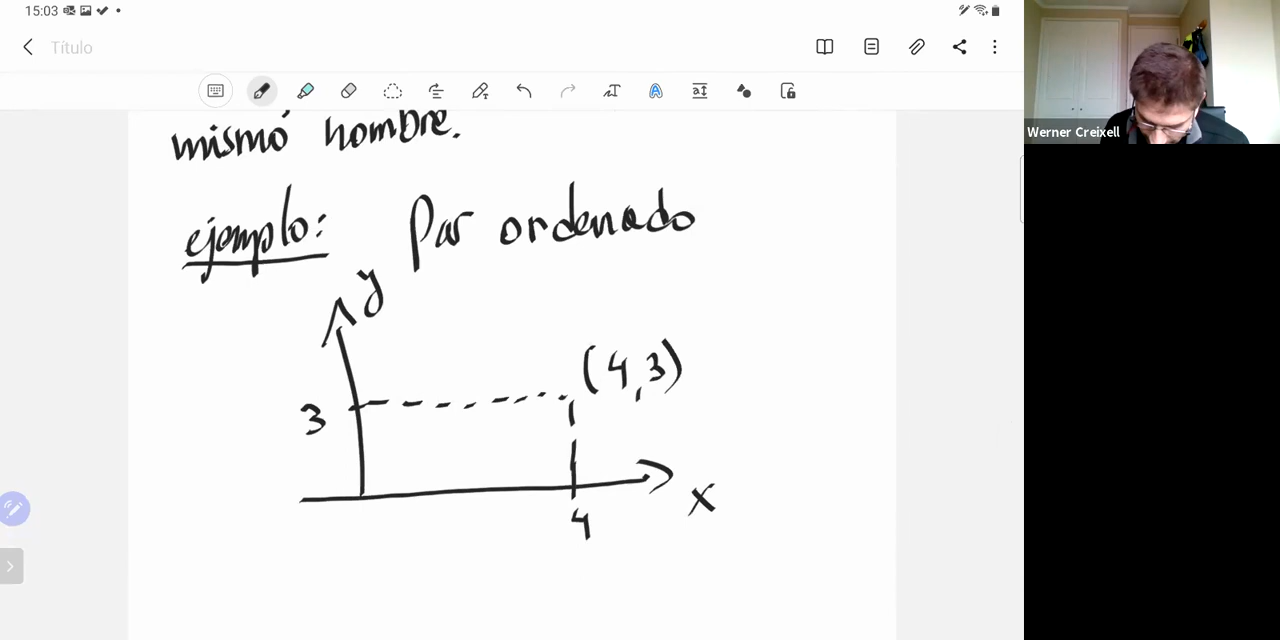 15:03
Título
mismo nombre.
ejemplo: Par ordenado
y
(4,3)
3
x
4
Werner Creixell